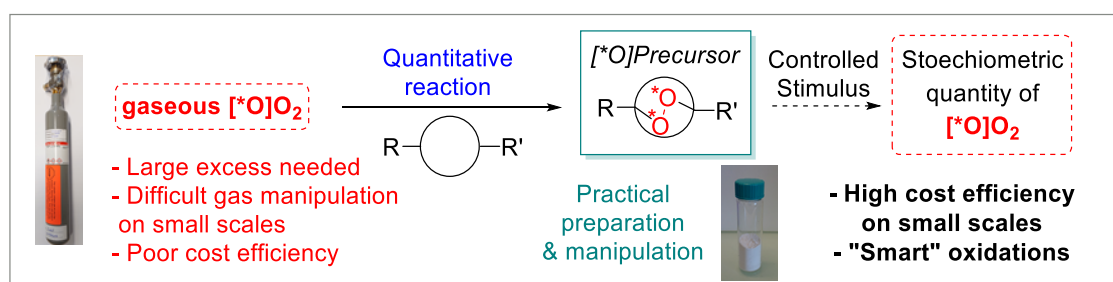 gaseous [*O]O2
- Large excess needed
- Difficult gas manipulation
on small scales
- Poor cost efficiency
Quantitative
reaction
R
R'
[*O]Precursor
R
*O
*O
R'
Practical
preparation
& manipulation
Controlled
Stimulus
Stoechiometric
quantity of
[*O]O2
- High cost efficiency
on small scales
- "Smart" oxidations